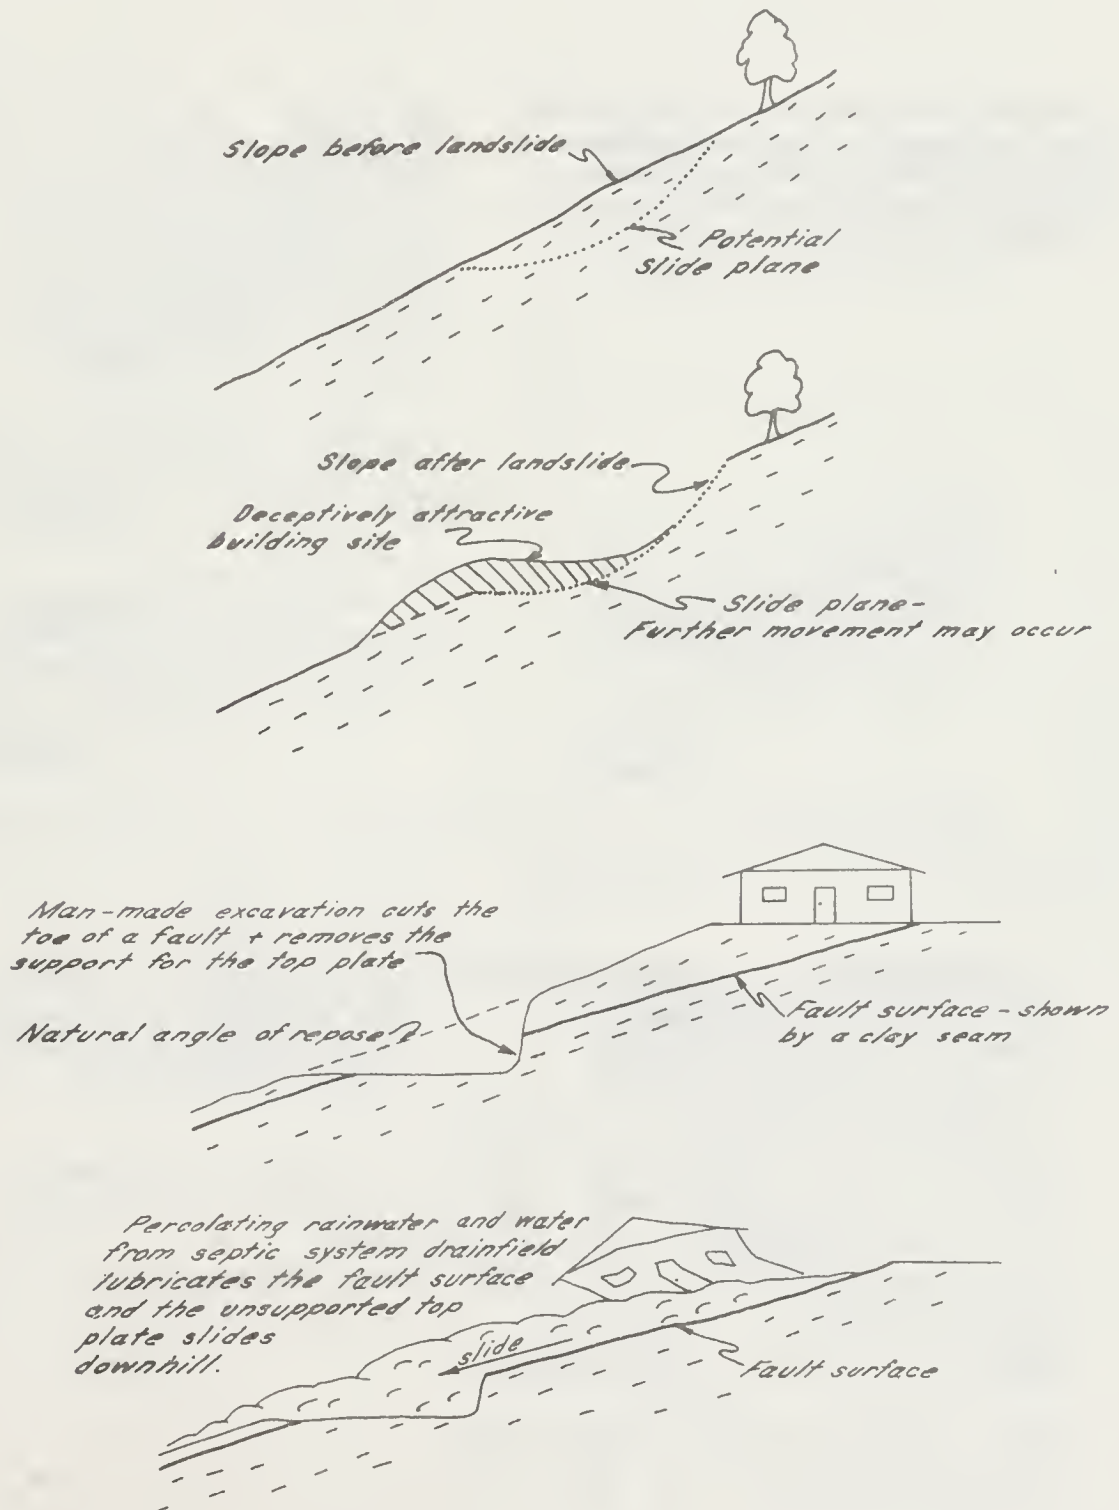 Slope before landslide
Potential
Slide plane
Slope after landslide
Deceptively attractive
building site
Slide plane-
Further movement may occur
Man-made excavation cuts the
toe of a fault + removes the
support for the top plate
Natural angle of repose
Fault surface - shown
by a clay seam
Percolating rainwater and water
from septic system drainfield
lubricates the fault surface
and the unsupported top
plate slides
downhill.
slide
Fault surface